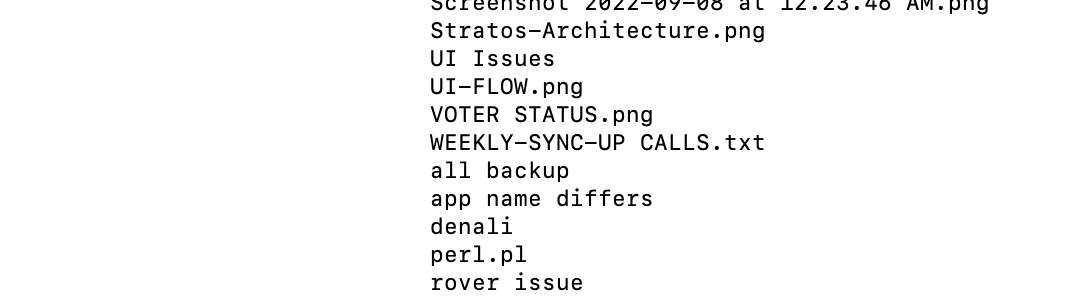 Screenshot 2022-09-08 at 12.23.46 AM.png
Stratos-Architecture.png
UI Issues
UI-FLOW.png
VOTER STATUS.png
WEEKLY-SYNC-UP CALLS.txt
all backup
app name differs
denali
perl.pl
rover issue